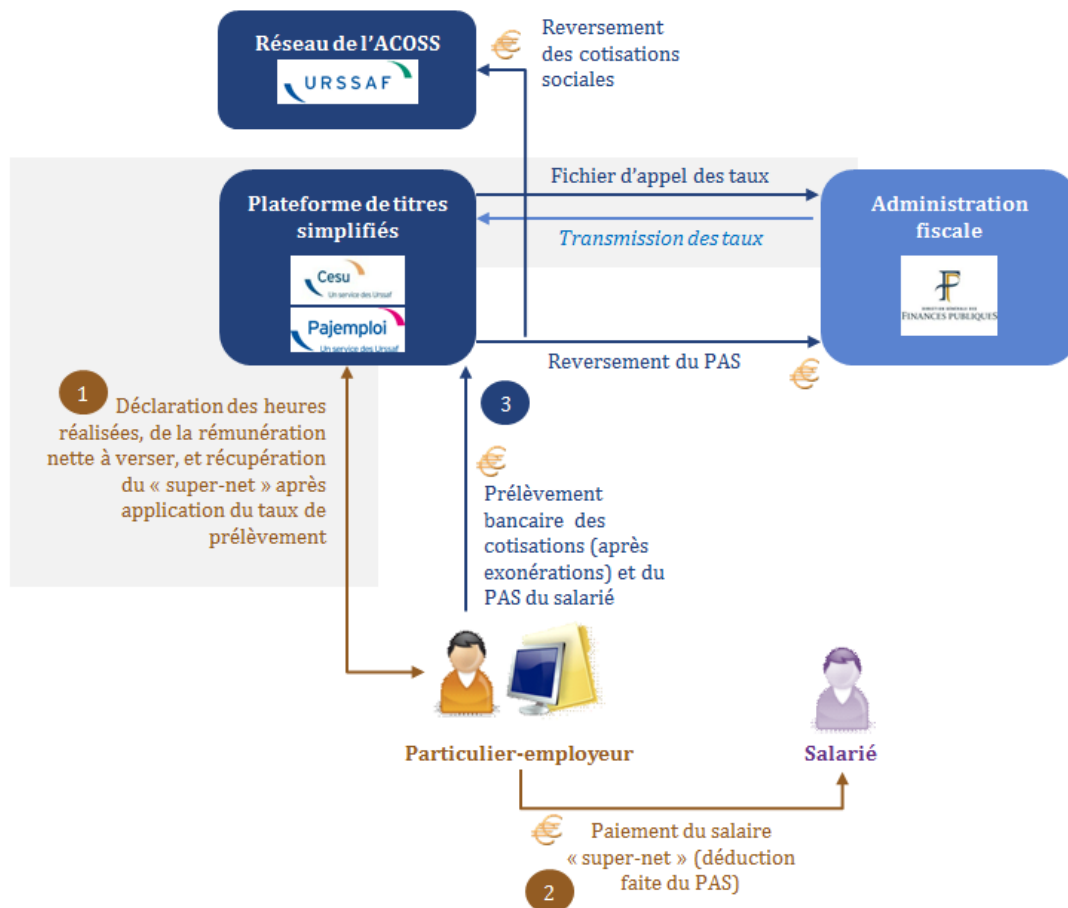 Réseau de l'ACOSS
URSSAF
Reversement
des cotisations
sociales
Plateforme de titres
simplifiés
Cesu
Un service des Urssaf
Pajemploi
Un service des Urssaf
Fichier d'appel des taux
Transmission des taux
Administration
fiscale
DIRECTION GÉNÉRALE DES
FINANCES PUBLIQUES
Reversement du PAS
1
Déclaration des heures
réalisées, de la rémunération
nette à verser, et récupération
du « super-net » après
application du taux de
prélèvement
3
Prélèvement
bancaire des
cotisations (après
exonérations) et du
PAS du salarié
Particulier-employeur
Salarié
Paiement du salaire
« super-net » (déduction
faite du PAS)
2